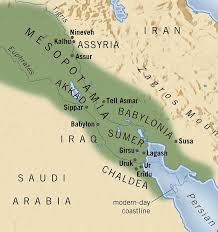 Nineveh
Kalhu
ASSYRIA
IRAN
Assur
MESOPOTAMIA
Euphrates
Zagros Moun
AKKAD
Tell Asmar
Sippar
BABYLONIA
Babylon
Susa
IRAQ
SUMER
Girsu
Lagash
Uruk
Ur
Eridu
CHALDEA
SAUDI
ARABIA
modern-day
coastline
Persian